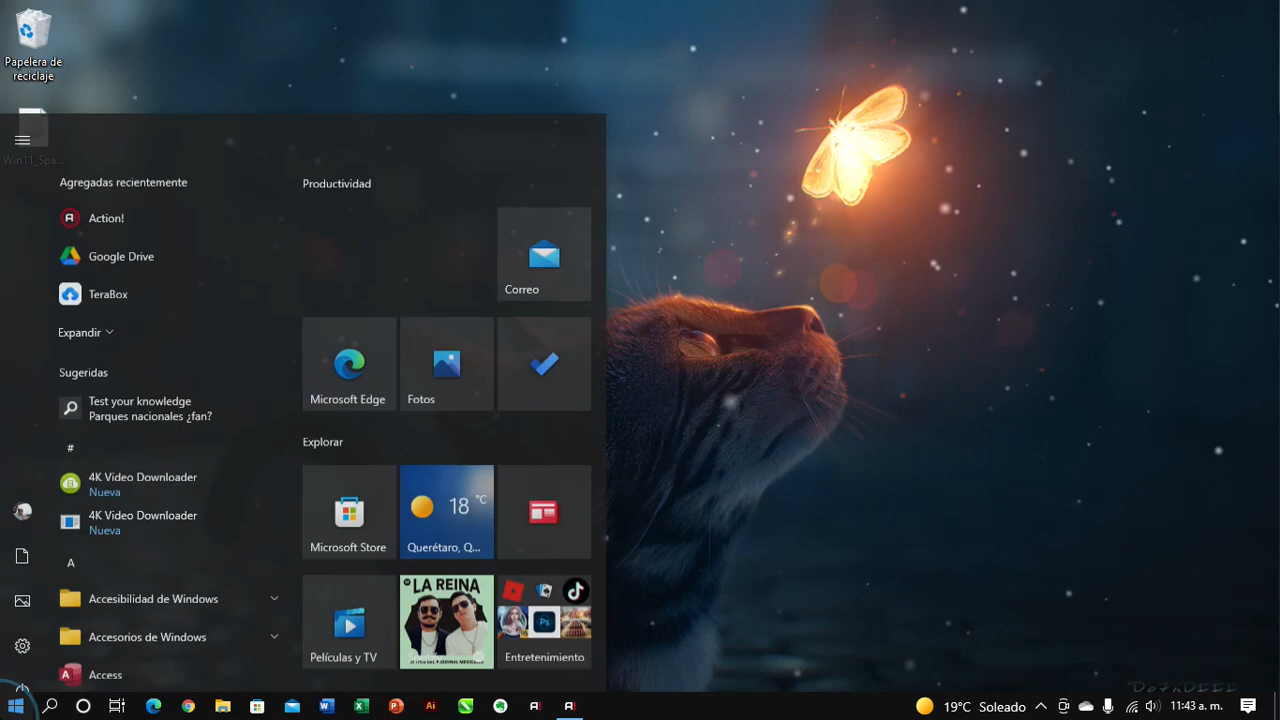 Papelera de
reciclaje
Win11_Spa...
Agregadas recientemente
Action!
Google Drive
TeraBox
Expandir
Sugeridas
Test your knowledge
Parques nacionales ¿fan?
#
4K Video Downloader
Nueva
4K Video Downloader
Nueva
A
Accesibilidad de Windows
Accesorios de Windows
Access
Productividad
Correo
Microsoft Edge
Fotos
Explorar
Microsoft Store
18 °C
Querétaro, Q...
Películas y TV
LA REINA
Ps
Entretenimiento
19°C Soleado
11:43 a. m.